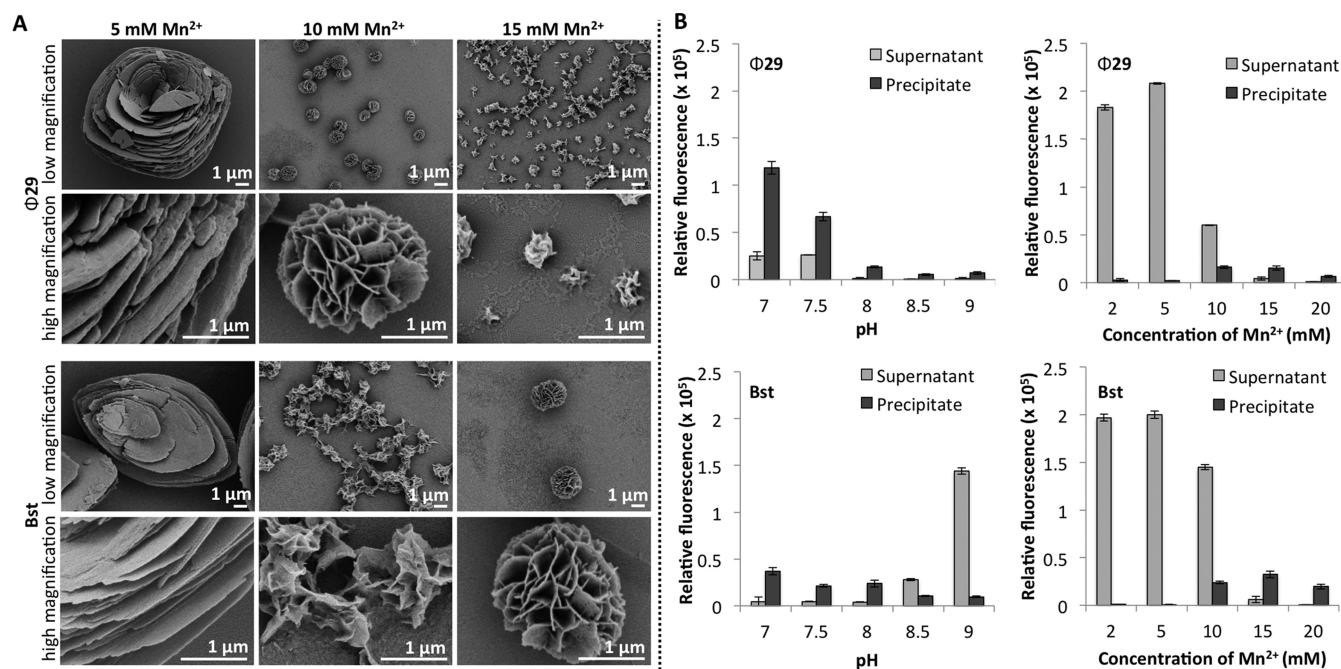 A
5 mM Mn²⁺ 10 mM Mn²⁺ 15 mM Mn²⁺
Φ29
low magnification
1 µm 1 µm 1 µm
high magnification
1 µm 1 µm 1 µm
Bst
low magnification
1 µm 1 µm 1 µm
high magnification
1 µm 1 µm 1 µm
B
Relative fluorescence (x 10⁵)
2.5
2
1.5
1
0.5
0
Φ29
Supernatant
Precipitate
7 7.5 8 8.5 9
pH
Relative fluorescence (x 10⁵)
2.5
2
1.5
1
0.5
0
Φ29
Supernatant
Precipitate
2 5 10 15 20
Concentration of Mn²⁺ (mM)
Relative fluorescence (x 10⁵)
2.5
2
1.5
1
0.5
0
Bst
Supernatant
Precipitate
7 7.5 8 8.5 9
pH
Relative fluorescence (x 10⁵)
2.5
2
1.5
1
0.5
0
Bst
Supernatant
Precipitate
2 5 10 15 20
Concentration of Mn²⁺ (mM)